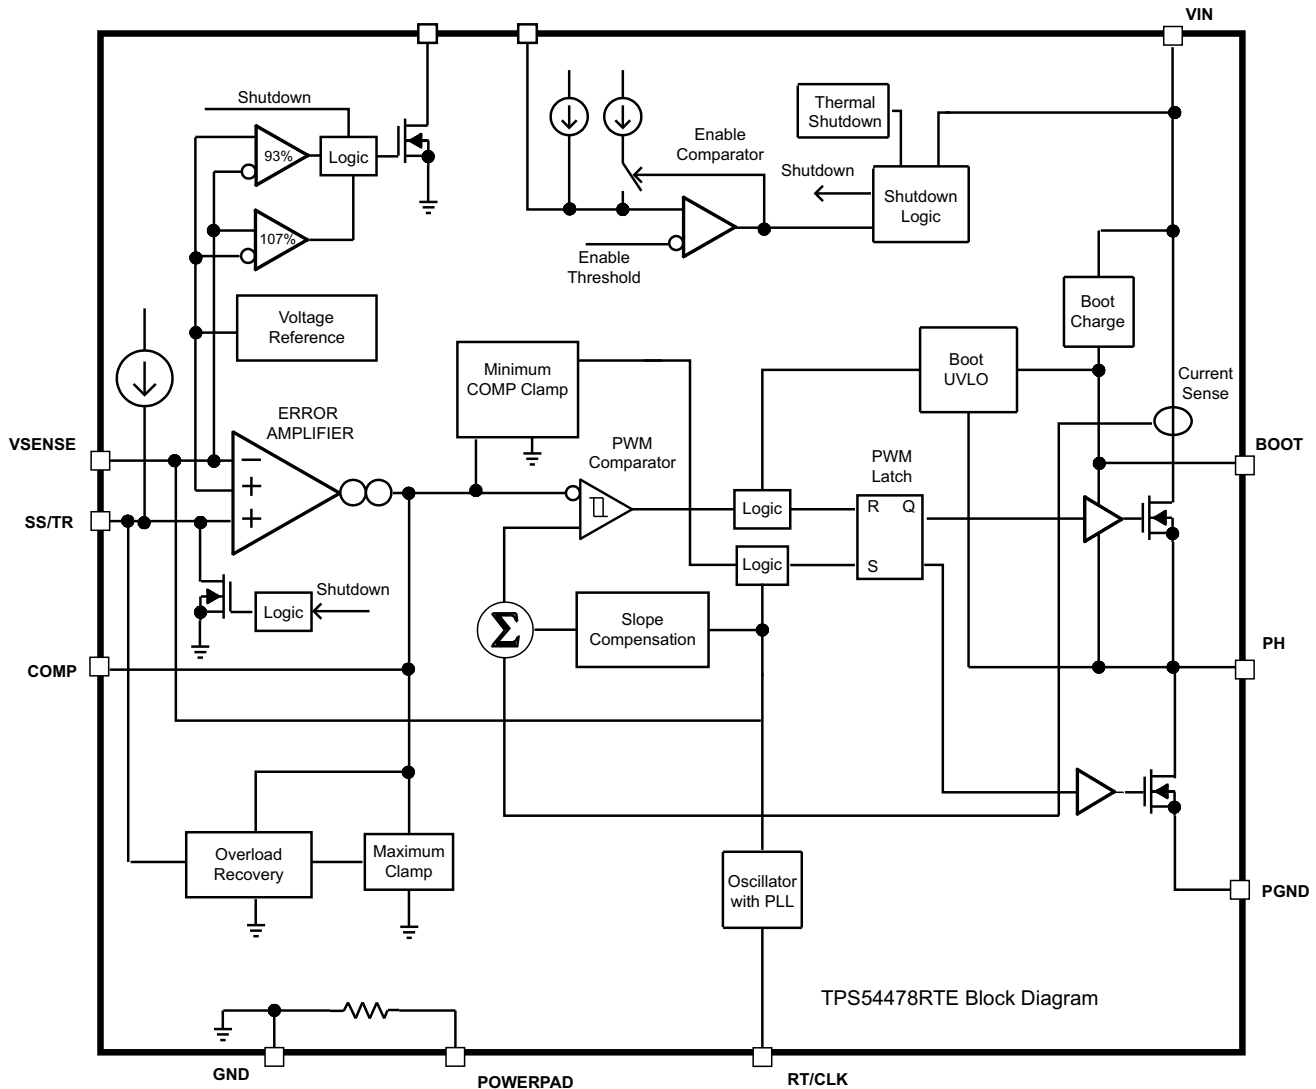 VIN
Shutdown
93%
Logic
107%
Thermal
Shutdown
Enable
Comparator
Shutdown
Shutdown
Logic
Enable
Threshold
Voltage
Reference
Boot
Charge
Minimum
COMP Clamp
Boot
UVLO
Current
Sense
ERROR
AMPLIFIER
VSENSE
PWM
Comparator
PWM
Latch
BOOT
SS/TR
Logic
R Q
Logic
S
Shutdown
Logic
Σ
Slope
Compensation
COMP
PH
Overload
Recovery
Maximum
Clamp
Oscillator
with PLL
PGND
TPS54478RTE Block Diagram
GND
POWERPAD
RT/CLK